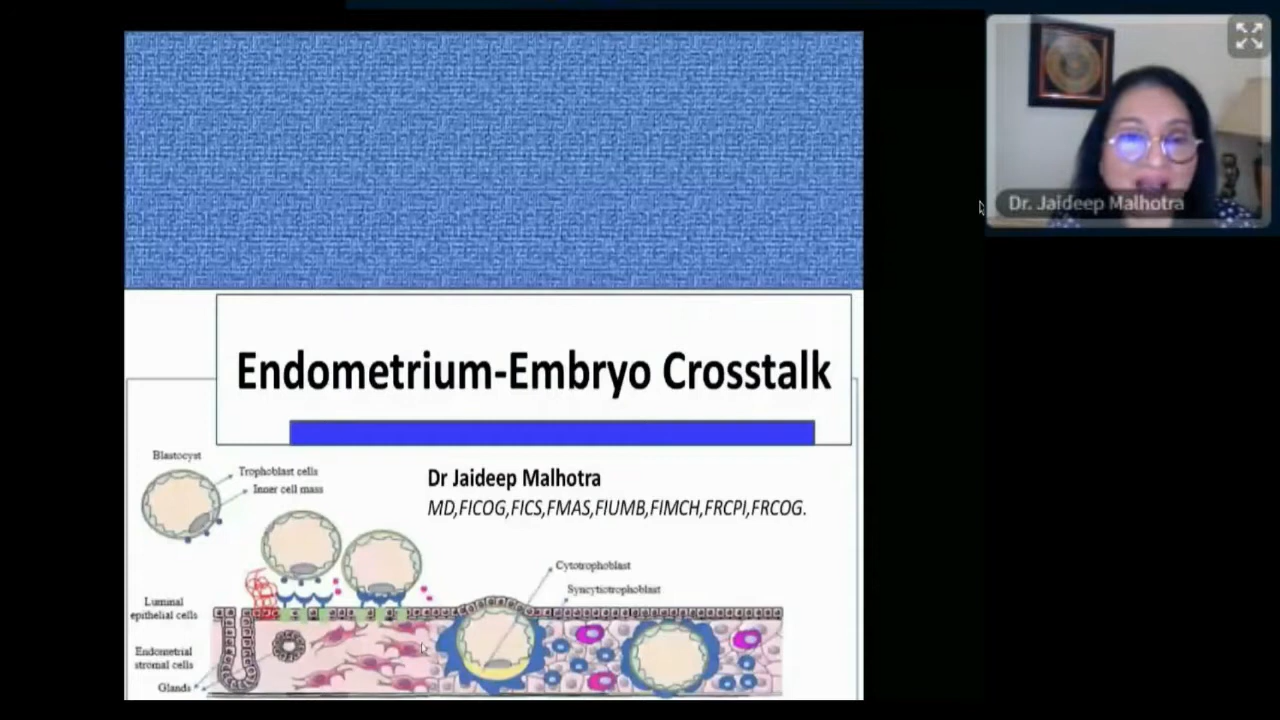 Dr. Jaideep Malhotra
Endometrium-Embryo Crosstalk
Dr Jaideep Malhotra
MD,FICOG,FICS,FMAS,FIUMB,FIMCH,FRCPI,FRCOG.
Blastocyst
Trophoblast cells
Inner cell mass
Cytotrophoblast
Syncytiotrophoblast
Luminal
epithelial cells
Endometrial
stromal cells
Glands